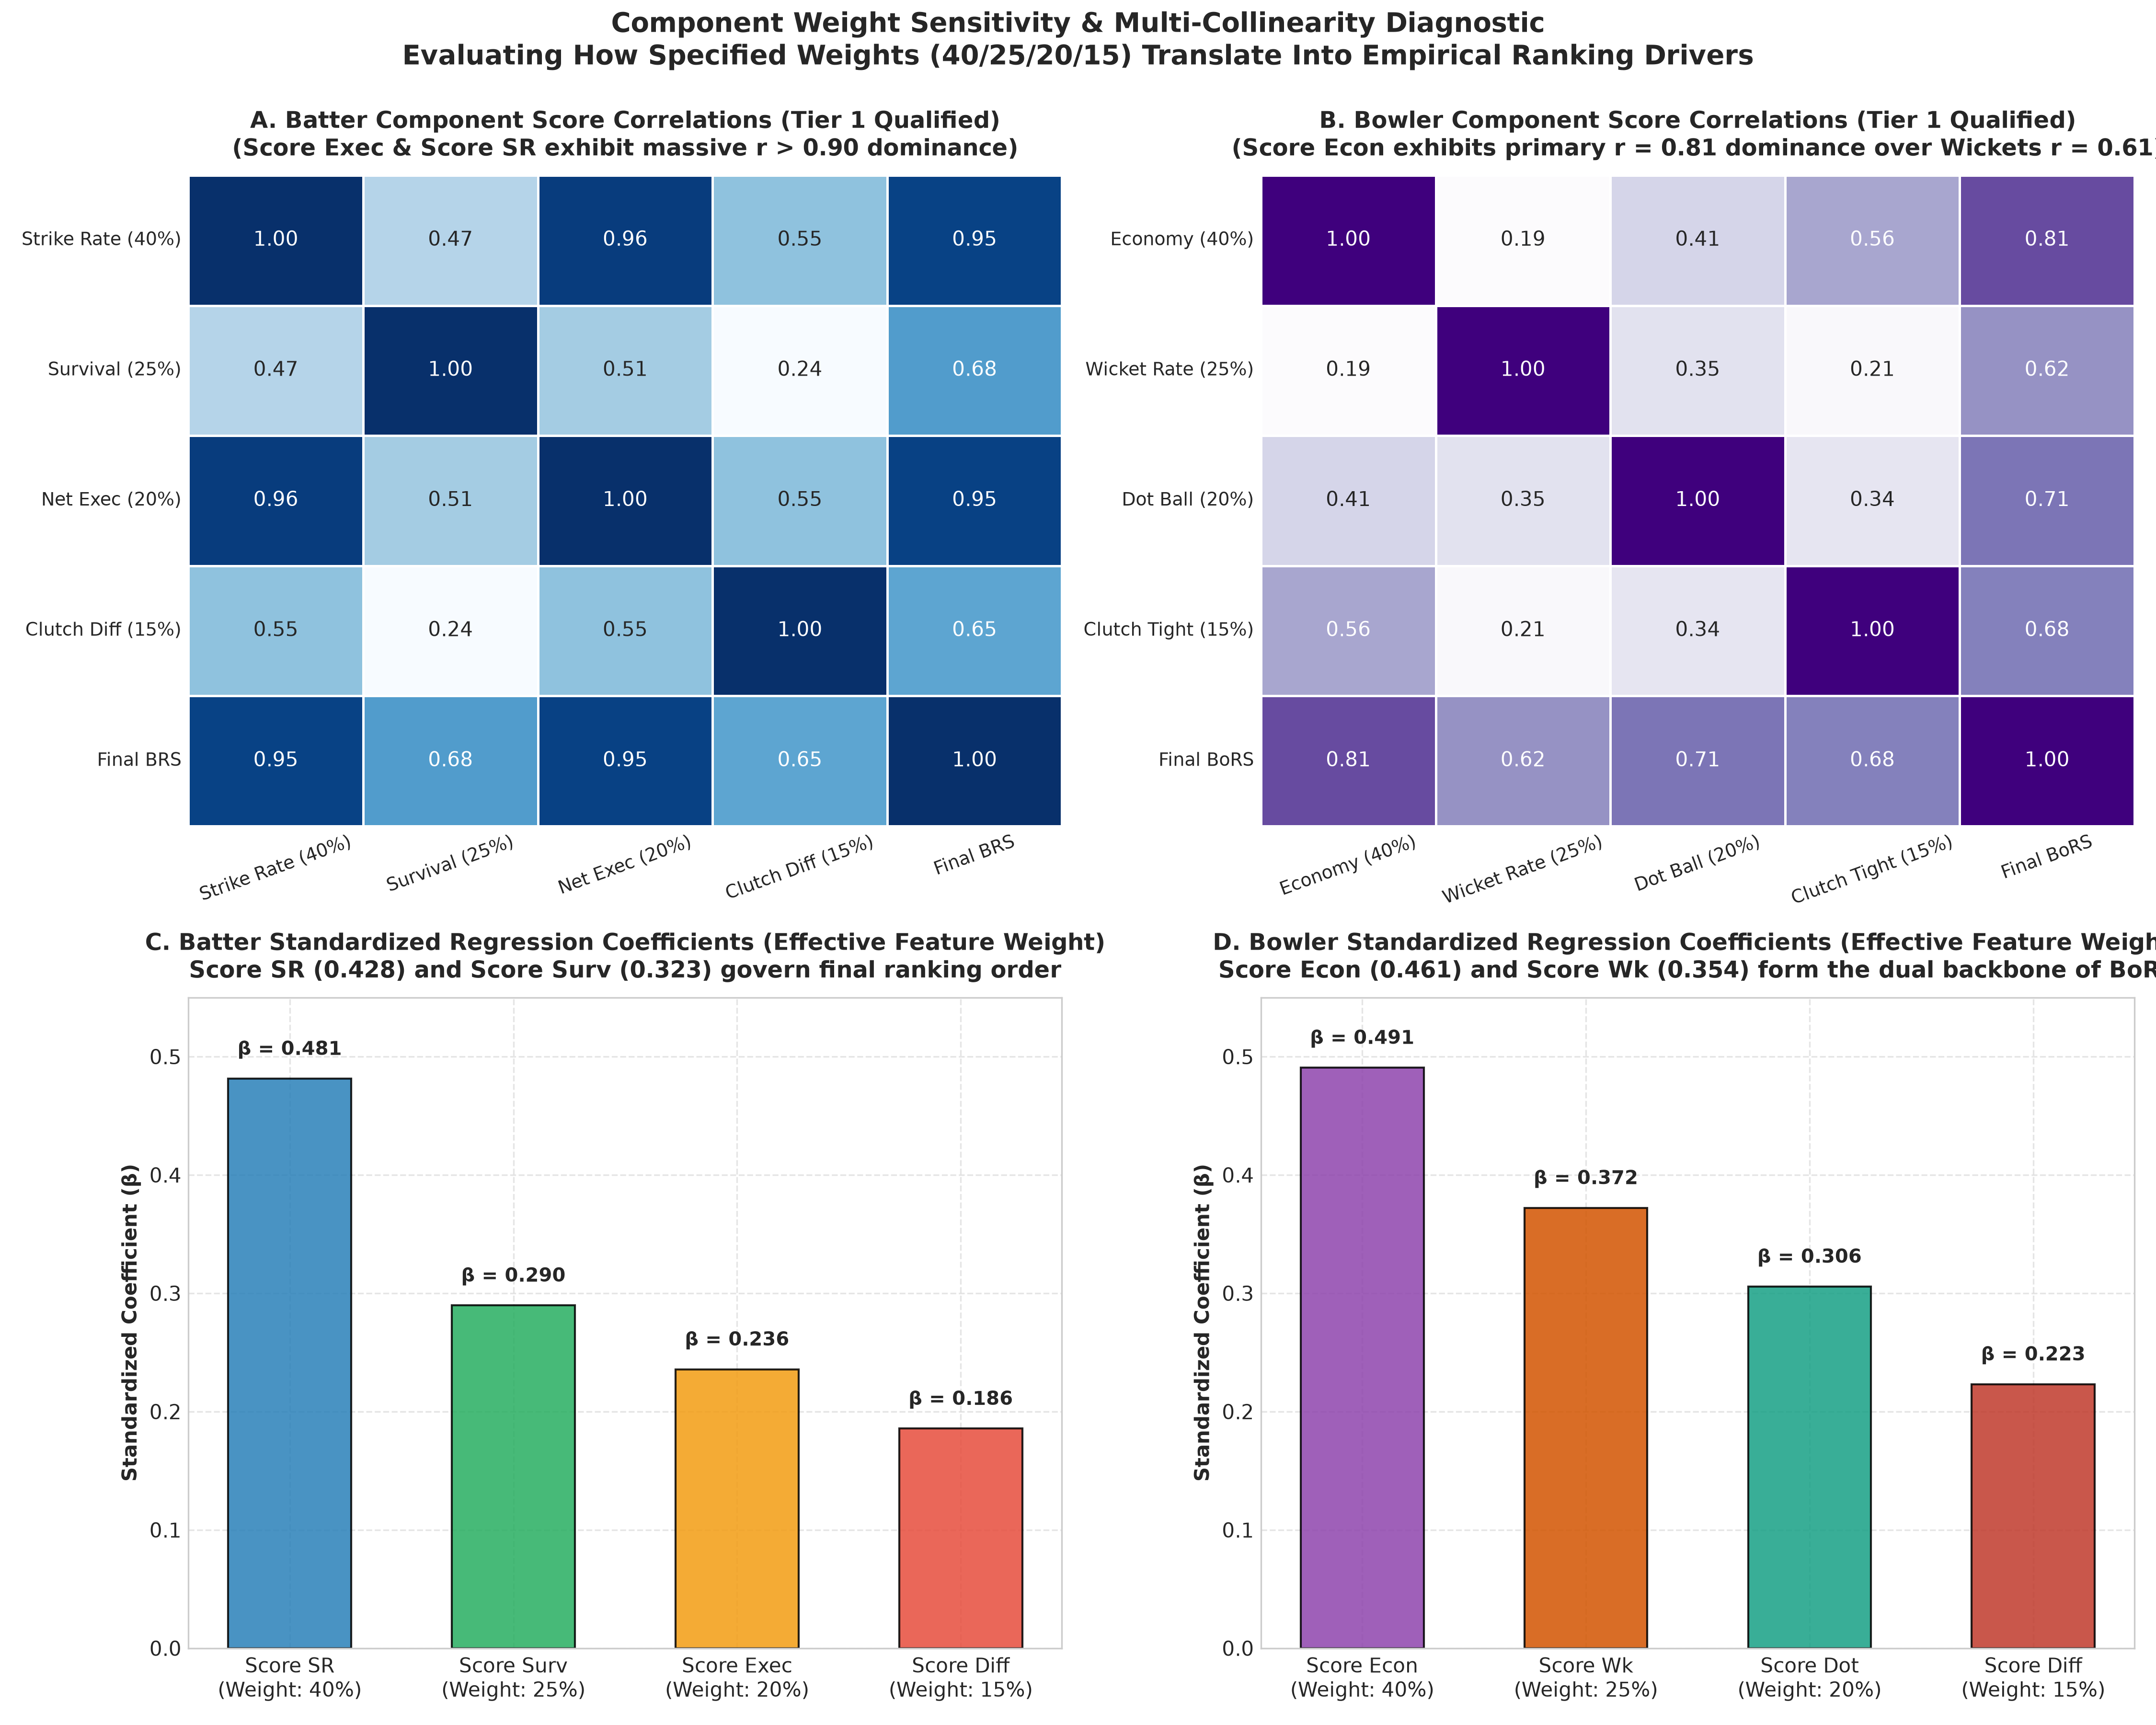 Component Weight Sensitivity & Multi-Collinearity Diagnostic
Evaluating How Specified Weights (40/25/20/15) Translate Into Empirical Ranking Drivers
A. Batter Component Score Correlations (Tier 1 Qualified)
(Score Exec & Score SR exhibit massive r > 0.90 dominance)
Strike Rate (40%) 1.00 0.47 0.96 0.55 0.95
Survival (25%) 0.47 1.00 0.51 0.24 0.68
Net Exec (20%) 0.96 0.51 1.00 0.55 0.95
Clutch Diff (15%) 0.55 0.24 0.55 1.00 0.65
Final BRS 0.95 0.68 0.95 0.65 1.00
Strike Rate (40%) Survival (25%) Net Exec (20%) Clutch Diff (15%) Final BRS
B. Bowler Component Score Correlations (Tier 1 Qualified)
(Score Econ exhibits primary r = 0.81 dominance over Wickets r = 0.61
Economy (40%) 1.00 0.19 0.41 0.56 0.81
Wicket Rate (25%) 0.19 1.00 0.35 0.21 0.62
Dot Ball (20%) 0.41 0.35 1.00 0.34 0.71
Clutch Tight (15%) 0.56 0.21 0.34 1.00 0.68
Final BoRS 0.81 0.62 0.71 0.68 1.00
Economy (40%) Wicket Rate (25%) Dot Ball (20%) Clutch Tight (15%) Final BoRS
C. Batter Standardized Regression Coefficients (Effective Feature Weight)
Score SR (0.428) and Score Surv (0.323) govern final ranking order
Standardized Coefficient (β)
0.5
0.4
0.3
0.2
0.1
0.0
β = 0.481
β = 0.290
β = 0.236
β = 0.186
Score SR Score Surv Score Exec Score Diff
(Weight: 40%) (Weight: 25%) (Weight: 20%) (Weight: 15%)
D. Bowler Standardized Regression Coefficients (Effective Feature Weigh
Score Econ (0.461) and Score Wk (0.354) form the dual backbone of BoR
Standardized Coefficient (β)
0.5
0.4
0.3
0.2
0.1
0.0
β = 0.491
β = 0.372
β = 0.306
β = 0.223
Score Econ Score Wk Score Dot Score Diff
(Weight: 40%) (Weight: 25%) (Weight: 20%) (Weight: 15%)